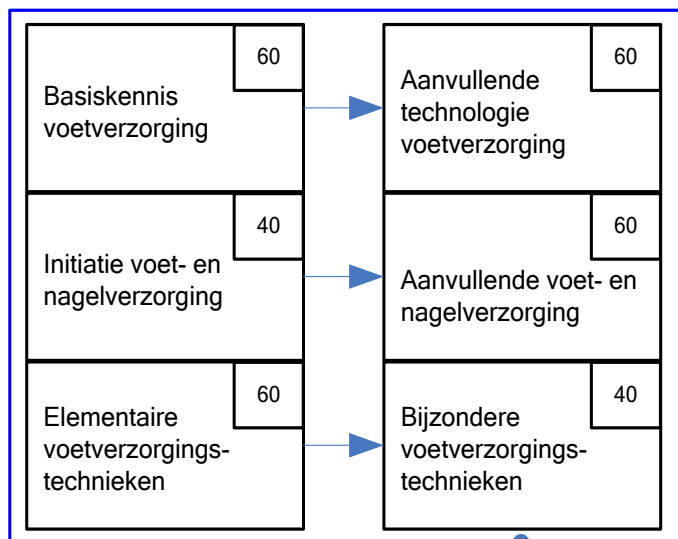 60
Basiskennis
voetverzorging
60
Aanvullende
technologie
voetverzorging
40
Initiatie voet- en
nagelverzorging
60
Aanvullende voet- en
nagelverzorging
60
Elementaire
voetverzorgings-
technieken
40
Bijzondere
voetverzorgings-
technieken